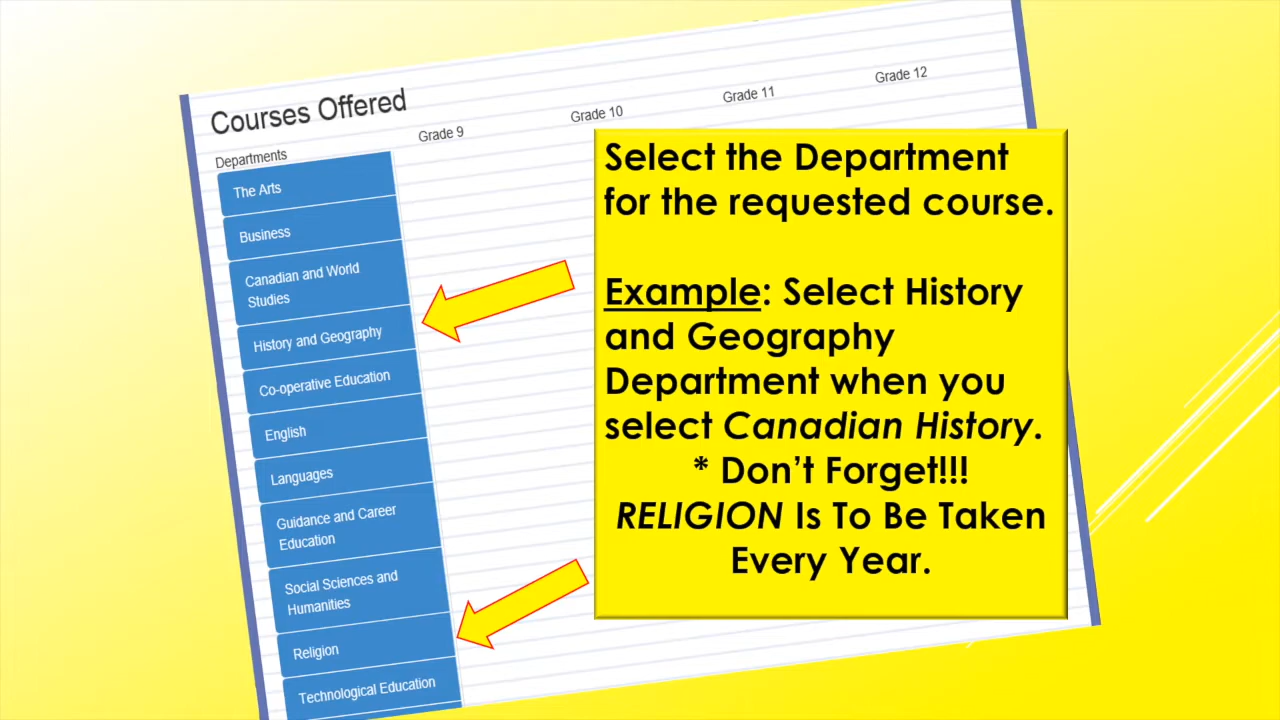 Courses Offered
Departments
Grade 9
Grade 10
Grade 11
Grade 12
The Arts
Business
Canadian and World
Studies
History and Geography
Co-operative Education
English
Languages
Guidance and Career
Education
Social Sciences and
Humanities
Religion
Technological Education
Select the Department
for the requested course.
Example: Select History
and Geography
Department when you
select Canadian History.
* Don’t Forget!!!
RELIGION Is To Be Taken
Every Year.